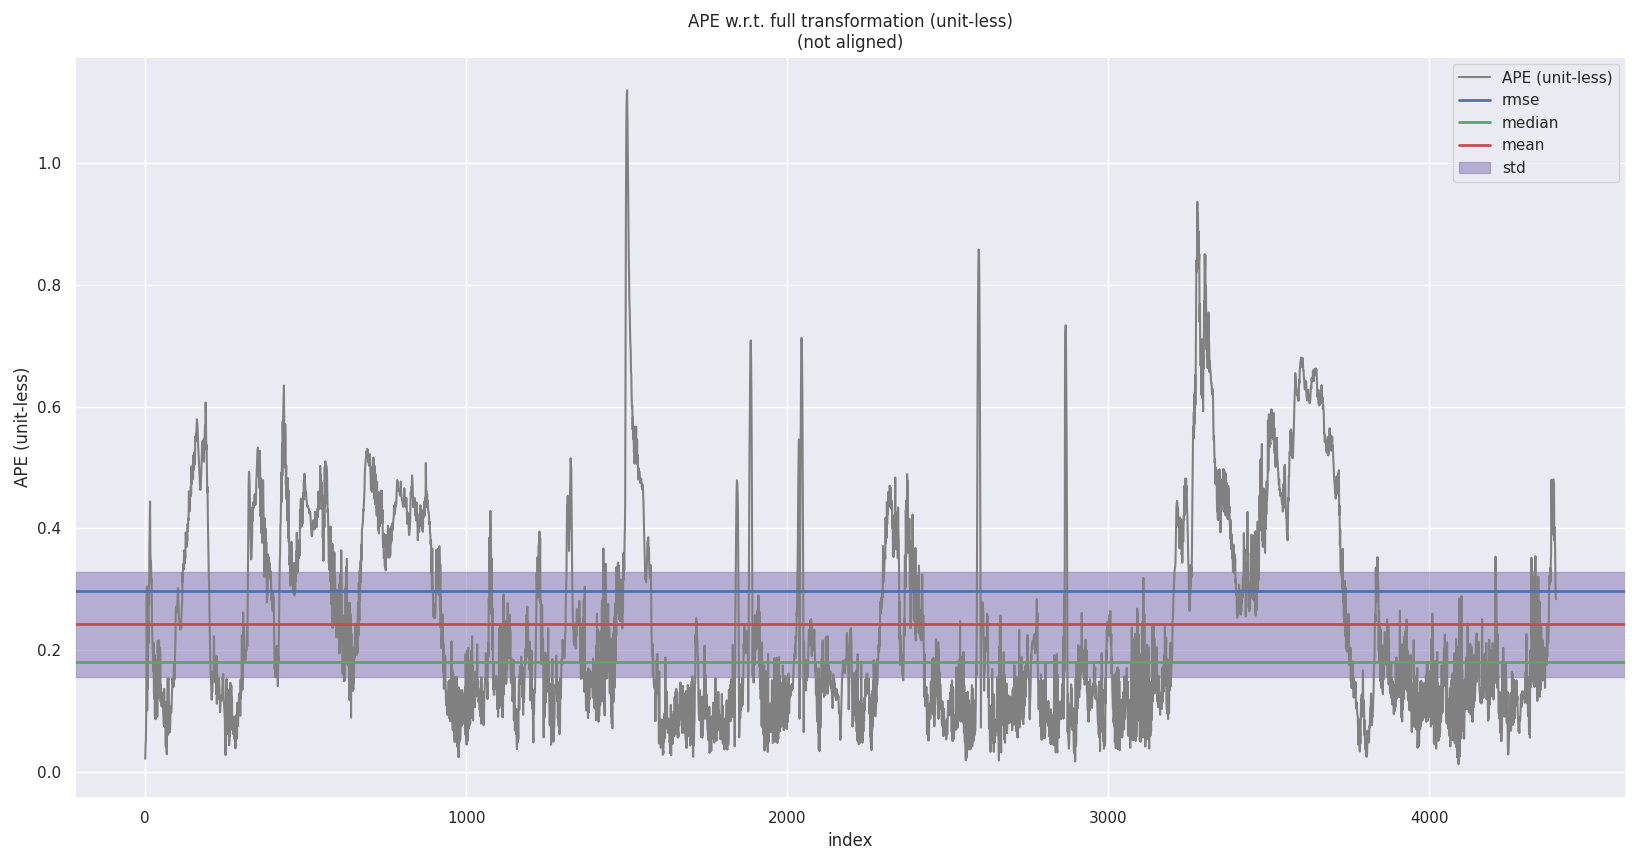 APE w.r.t. full transformation (unit-less)
(not aligned)
APE (unit-less)
rmse
median
mean
std
1.0
0.8
0.6
0.4
0.2
0.0
APE (unit-less)
0
1000
2000
3000
4000
index